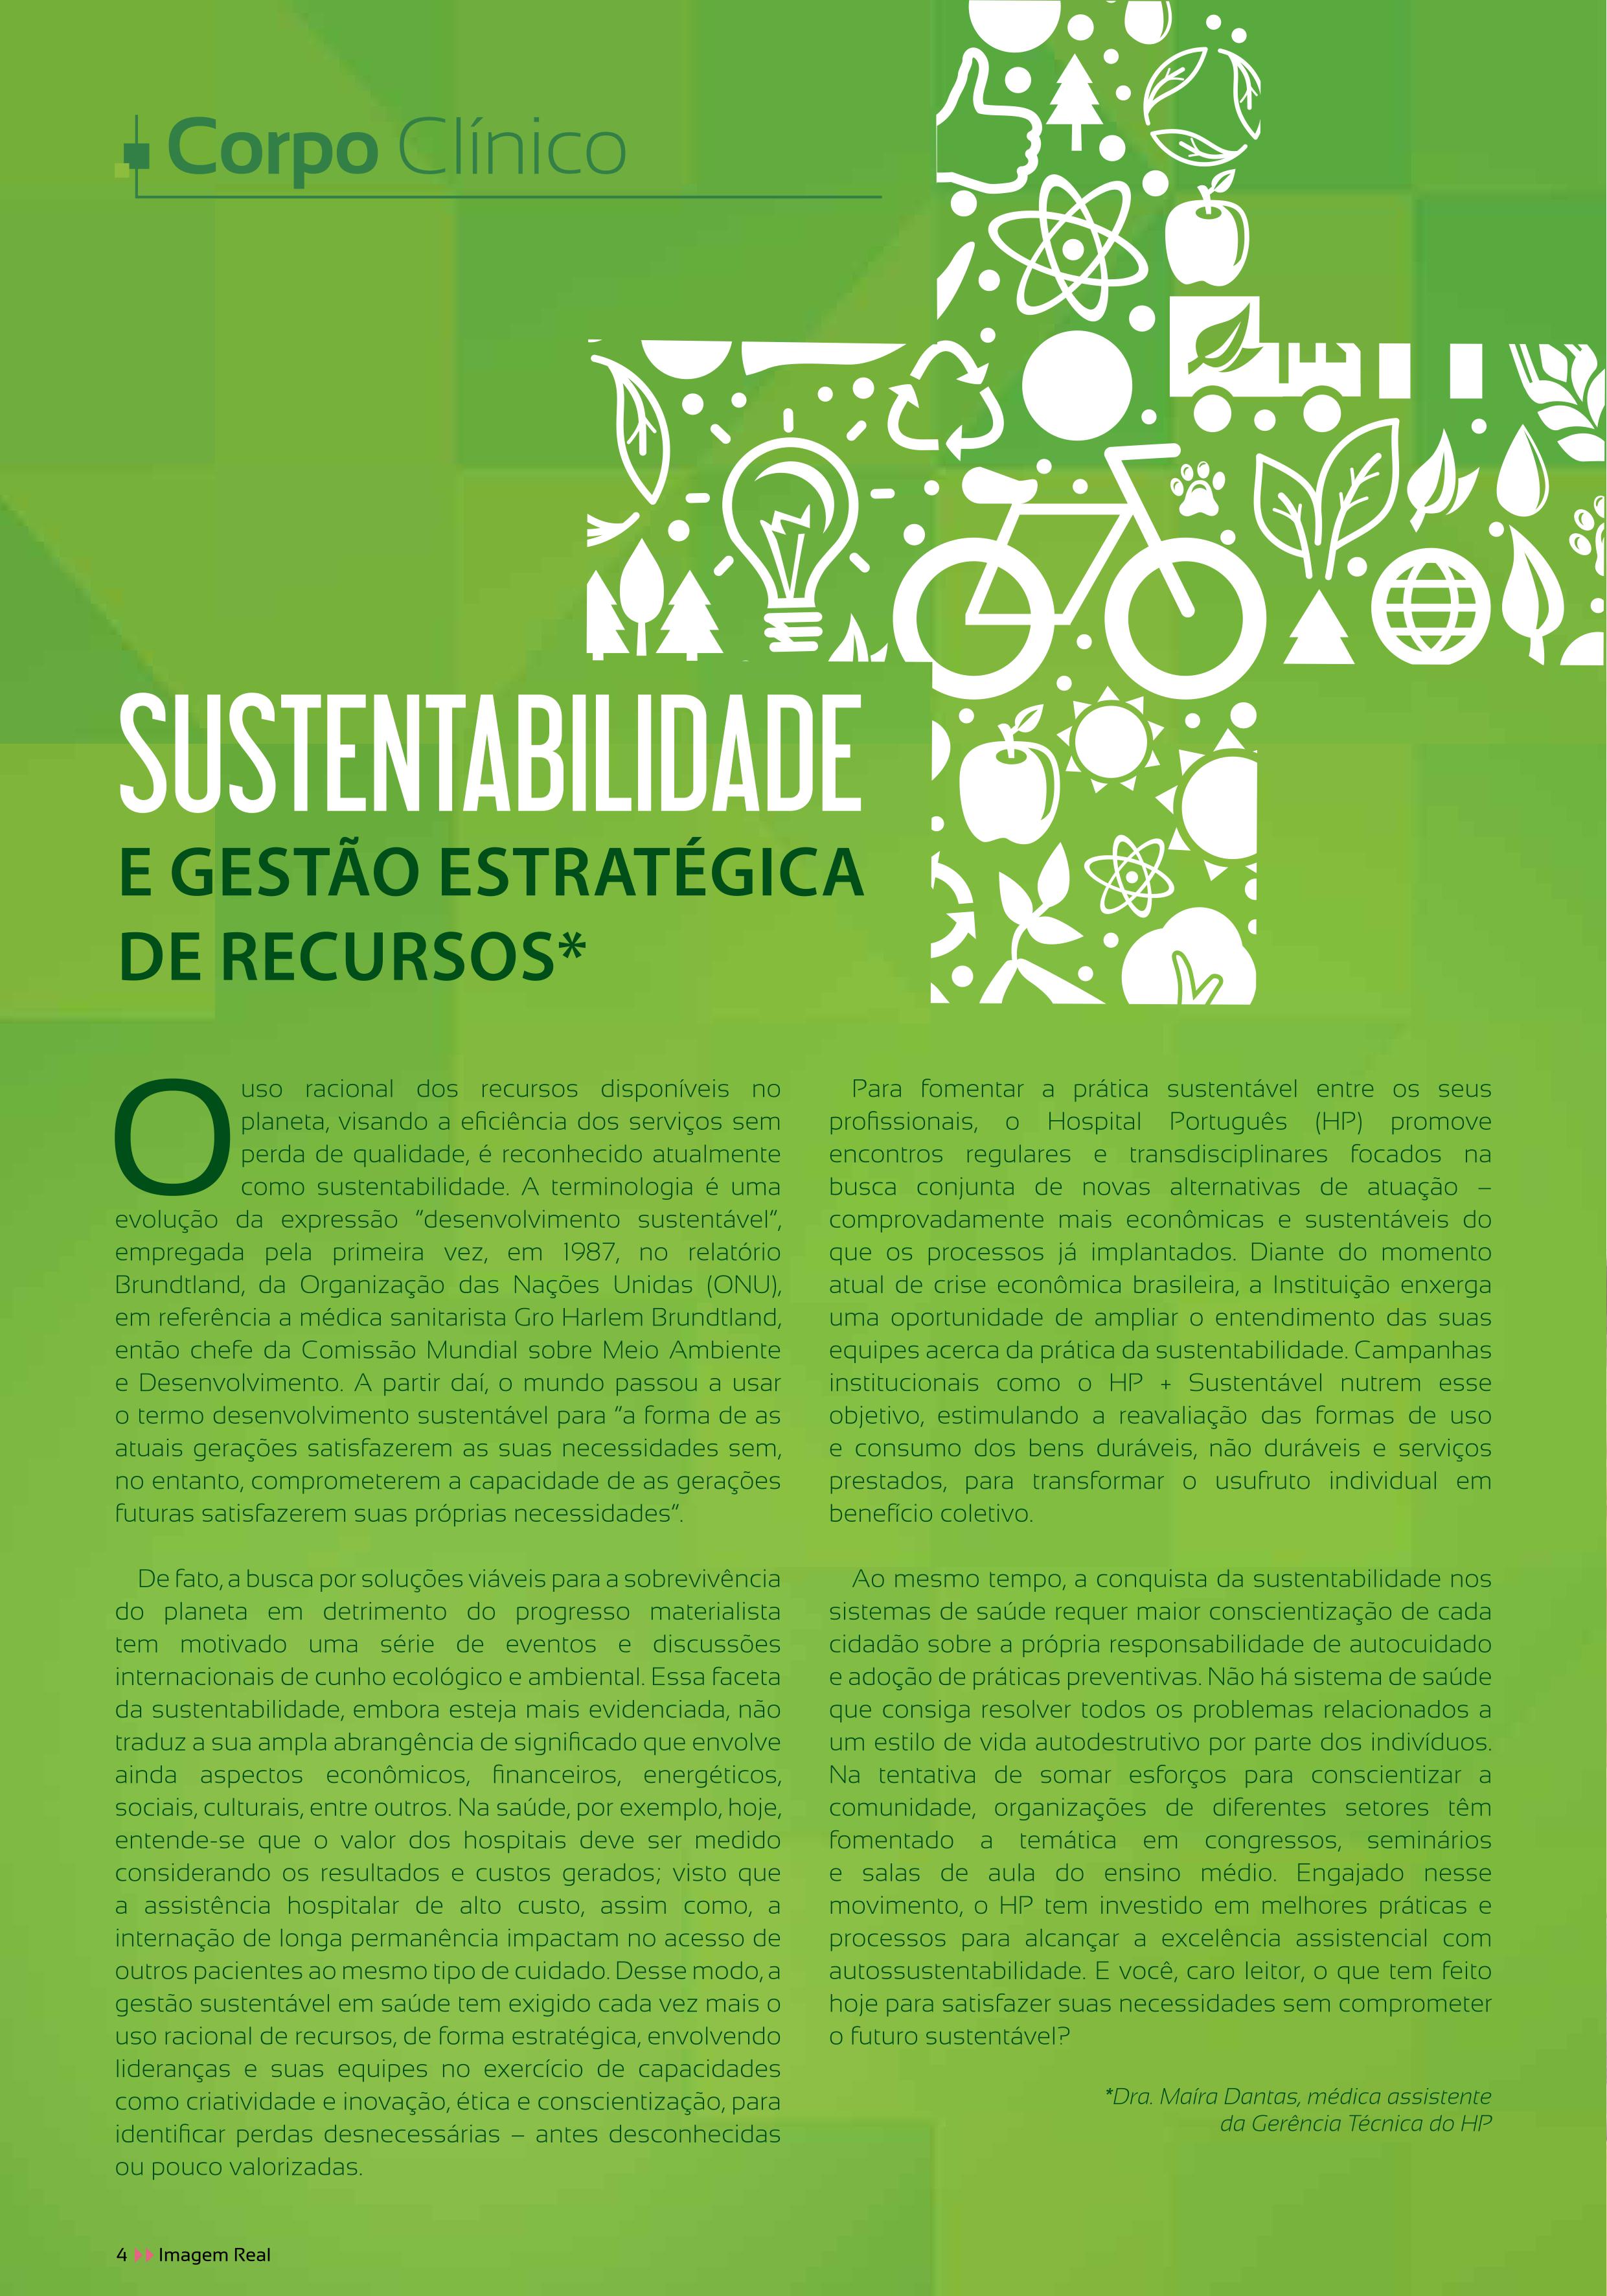 Corpo Clínico
SUSTENTABILIDADE
E GESTÃO ESTRATÉGICA
DE RECURSOS*
O uso racional dos recursos disponíveis no
planeta, visando a eficiência dos serviços sem
perda de qualidade, é reconhecido atualmente
como sustentabilidade. A terminologia é uma
evolução da expressão “desenvolvimento sustentável”,
empregada pela primeira vez, em 1987, no relatório
Brundtland, da Organização das Nações Unidas (ONU),
em referência a médica sanitarista Gro Harlem Brundtland,
então chefe da Comissão Mundial sobre Meio Ambiente
e Desenvolvimento. A partir daí, o mundo passou a usar
o termo desenvolvimento sustentável para “a forma de as
atuais gerações satisfazerem as suas necessidades sem,
no entanto, comprometerem a capacidade de as gerações
futuras satisfazerem suas próprias necessidades”.
De fato, a busca por soluções viáveis para a sobrevivência
do planeta em detrimento do progresso materialista
tem motivado uma série de eventos e discussões
internacionais de cunho ecológico e ambiental. Essa faceta
da sustentabilidade, embora esteja mais evidenciada, não
traduz a sua ampla abrangência de significado que envolve
ainda aspectos econômicos, financeiros, energéticos,
sociais, culturais, entre outros. Na saúde, por exemplo, hoje,
entende-se que o valor dos hospitais deve ser medido
considerando os resultados e custos gerados; visto que
a assistência hospitalar de alto custo, assim como, a
internação de longa permanência impactam no acesso de
outros pacientes ao mesmo tipo de cuidado. Desse modo, a
gestão sustentável em saúde tem exigido cada vez mais o
uso racional de recursos, de forma estratégica, envolvendo
lideranças e suas equipes no exercício de capacidades
como criatividade e inovação, ética e conscientização, para
identificar perdas desnecessárias – antes desconhecidas
ou pouco valorizadas.
Para fomentar a prática sustentável entre os seus
profissionais, o Hospital Português (HP) promove
encontros regulares e transdisciplinares focados na
busca conjunta de novas alternativas de atuação –
comprovadamente mais econômicas e sustentáveis do
que os processos já implantados. Diante do momento
atual de crise econômica brasileira, a Instituição enxerga
uma oportunidade de ampliar o entendimento das suas
equipes acerca da prática da sustentabilidade. Campanhas
institucionais como o HP + Sustentável nutrem esse
objetivo, estimulando a reavaliação das formas de uso
e consumo dos bens duráveis, não duráveis e serviços
prestados, para transformar o usufruto individual em
benefício coletivo.
Ao mesmo tempo, a conquista da sustentabilidade nos
sistemas de saúde requer maior conscientização de cada
cidadão sobre a própria responsabilidade de autocuidado
e adoção de práticas preventivas. Não há sistema de saúde
que consiga resolver todos os problemas relacionados a
um estilo de vida autodestrutivo por parte dos indivíduos.
Na tentativa de somar esforços para conscientizar a
comunidade, organizações de diferentes setores têm
fomentado a temática em congressos, seminários
e salas de aula do ensino médio. Engajado nesse
movimento, o HP tem investido em melhores práticas e
processos para alcançar a excelência assistencial com
autossustentabilidade. E você, caro leitor, o que tem feito
hoje para satisfazer suas necessidades sem comprometer
o futuro sustentável?
*Dra. Maíra Dantas, médica assistente
da Gerência Técnica do HP
4 Imagem Real